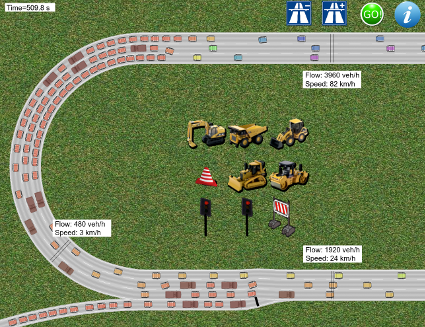 Time=509.8 s
GO
i
Flow: 3960 veh/h
Speed: 82 km/h
Flow: 480 veh/h
Speed: 3 km/h
Flow: 1920 veh/h
Speed: 24 km/h